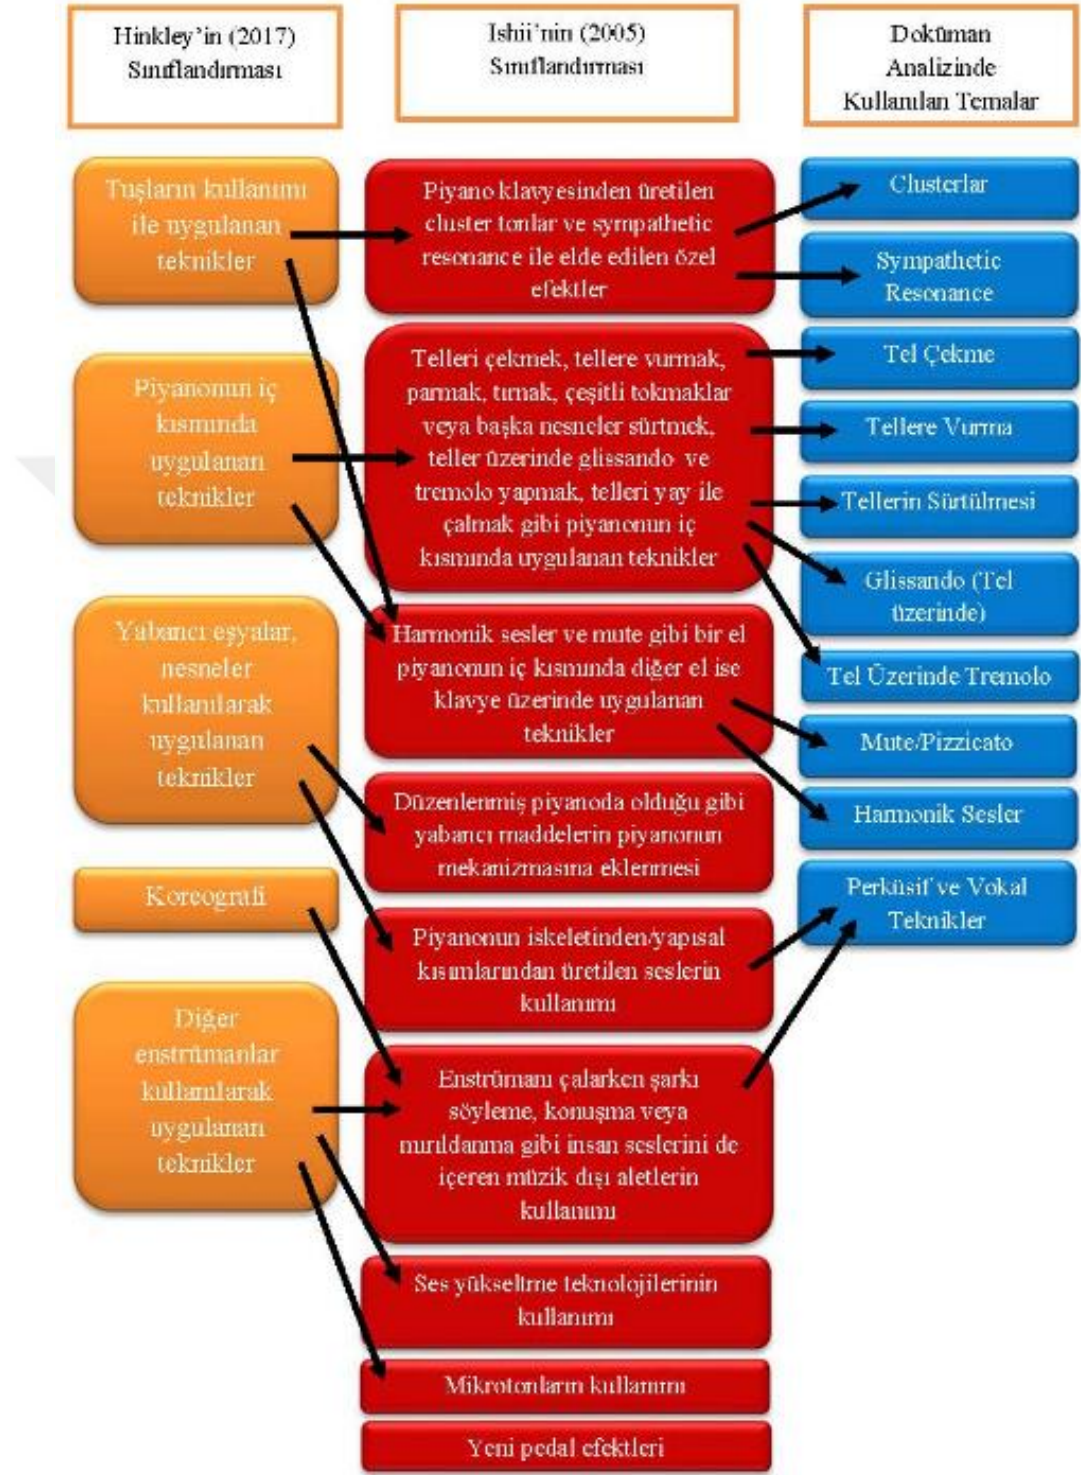 Hinkley'in (2017)
Sınıflandırması
Ishii'nin (2005)
Sınıflandırması
Doküman
Analizinde
Kullanılan Temalar
Tuşların kullanımı
ile uygulanan
teknikler
Piyanonun iç
kısmında
uygulanan
teknikler
Yabancı eşyalar,
nesneler
kullanılarak
uygulanan
teknikler
Koreografi
Diğer
enstrümanlar
kullanılarak
uygulanan
teknikler
Piyano klavyesinden üretilen
cluster tonlar ve sympathetic
resonance ile elde edilen özel
efektler
Telleri çekmek, tellere vurmak,
parmak, tırnak, çeşitli tokmaklar
veya başka nesneler sürtmek,
teller üzerinde glissando ve
tremolo yapmak, telleri yay ile
çalmak gibi piyanonun iç
kısmında uygulanan teknikler
Harmonik sesler ve mute gibi bir el
piyanonun iç kısmında diğer el ise
klavye üzerinde uygulanan
teknikler
Düzenlenmiş piyanoda olduğu gibi
yabancı maddelerin piyanonun
mekanizmasına eklenmesi
Piyanonun iskeletinden/yapısal
kısımlarından üretilen seslerin
kullanımı
Enstrümanı çalarken şarkı
söyleme, konuşma veya
mırıldanma gibi insan seslerini de
içeren müzik dışı aletlerin
kullanımı
Ses yükseltme teknolojilerinin
kullanımı
Mikrotonların kullanımı
Yeni pedal efektleri
Clusterlar
Sympathetic
Resonance
Tel Çekme
Tellere Vurma
Tellerin Sürtülmesi
Glissando (Tel
üzerinde)
Tel Üzerinde Tremolo
Mute/Pizzicato
Harmonik Sesler
Perküsif ve Vokal
Teknikler